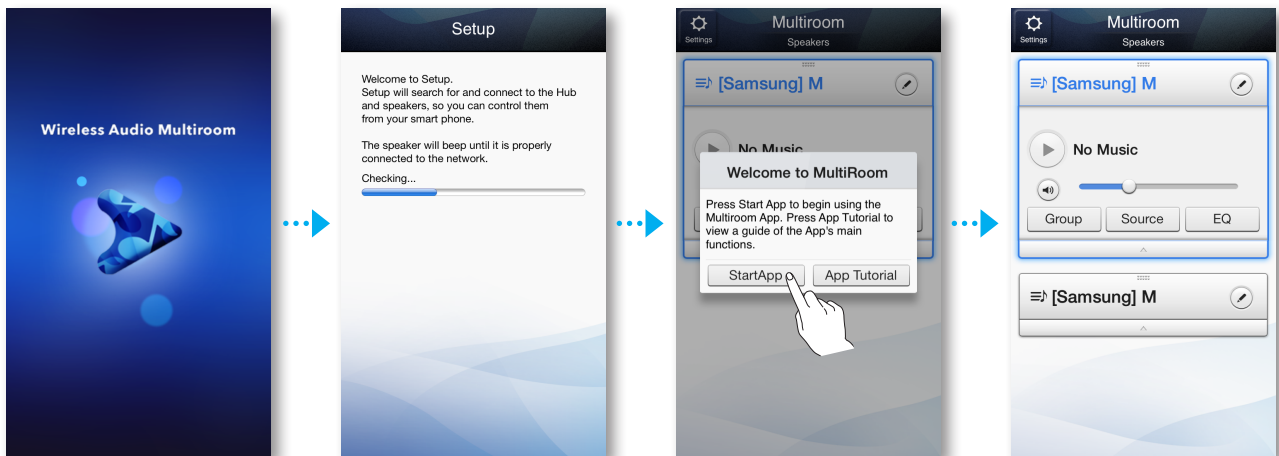 Wireless Audio Multiroom
Setup
Welcome to Setup.
Setup will search for and connect to the Hub
and speakers, so you can control them
from your smart phone.
The speaker will beep until it is properly
connected to the network.
Checking...
Settings
Multiroom
Speakers
[Samsung] M
No Music
Welcome to MultiRoom
Press Start App to begin using the
Multiroom App. Press App Tutorial to
view a guide of the App's main
functions.
StartApp App Tutorial
Settings
Multiroom
Speakers
[Samsung] M
No Music
Group Source EQ
[Samsung] M